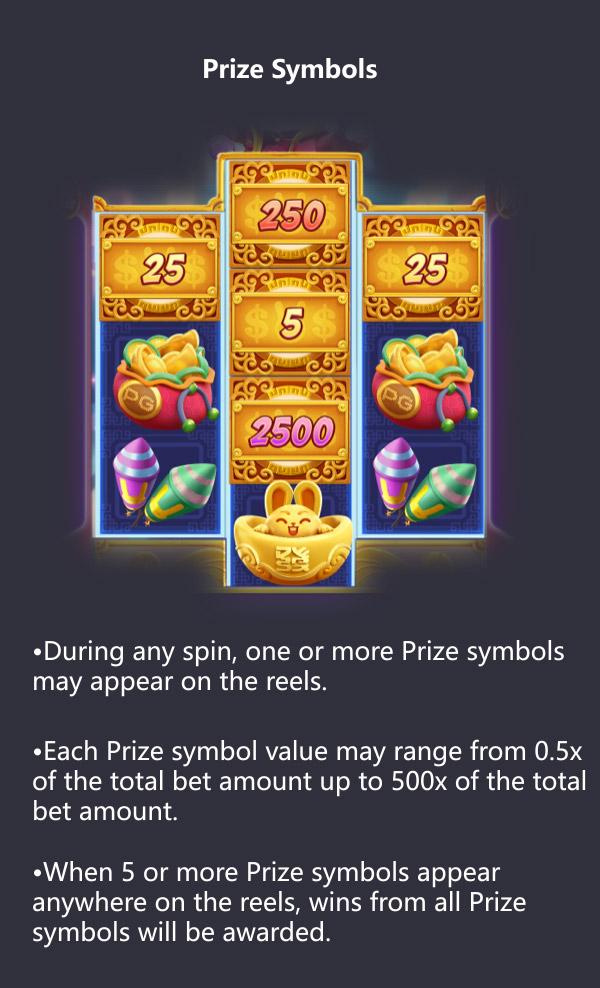 Prize Symbols
250
25
25
5
PG
PG
2500
發
•During any spin, one or more Prize symbols
may appear on the reels.
•Each Prize symbol value may range from 0.5x
of the total bet amount up to 500x of the total
bet amount.
•When 5 or more Prize symbols appear
anywhere on the reels, wins from all Prize
symbols will be awarded.